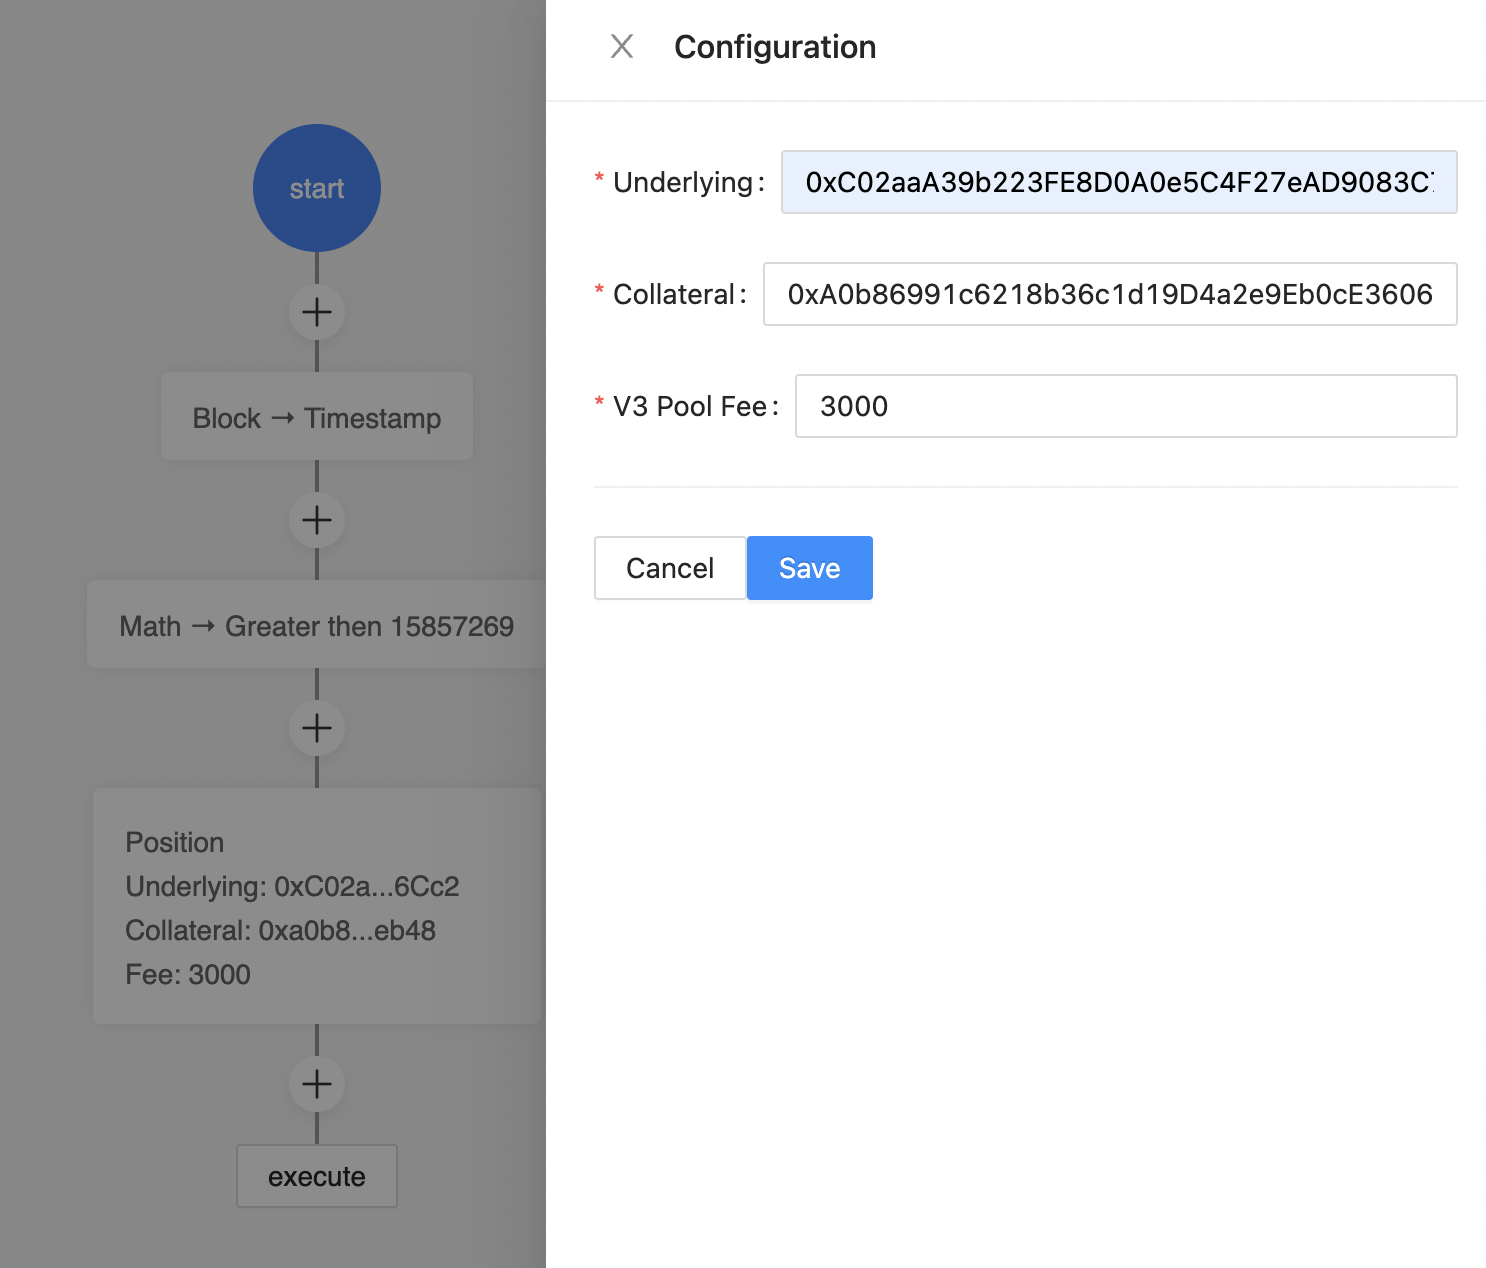 start
Block → Timestamp
Math → Greater then 15857269
Position
Underlying: 0xC02a...6Cc2
Collateral: 0xa0b8...eb48
Fee: 3000
execute
Configuration
* Underlying: 0xC02aaA39b223FE8D0A0e5C4F27eAD9083C
* Collateral: 0xA0b86991c6218b36c1d19D4a2e9Eb0cE3606
* V3 Pool Fee: 3000
Cancel Save